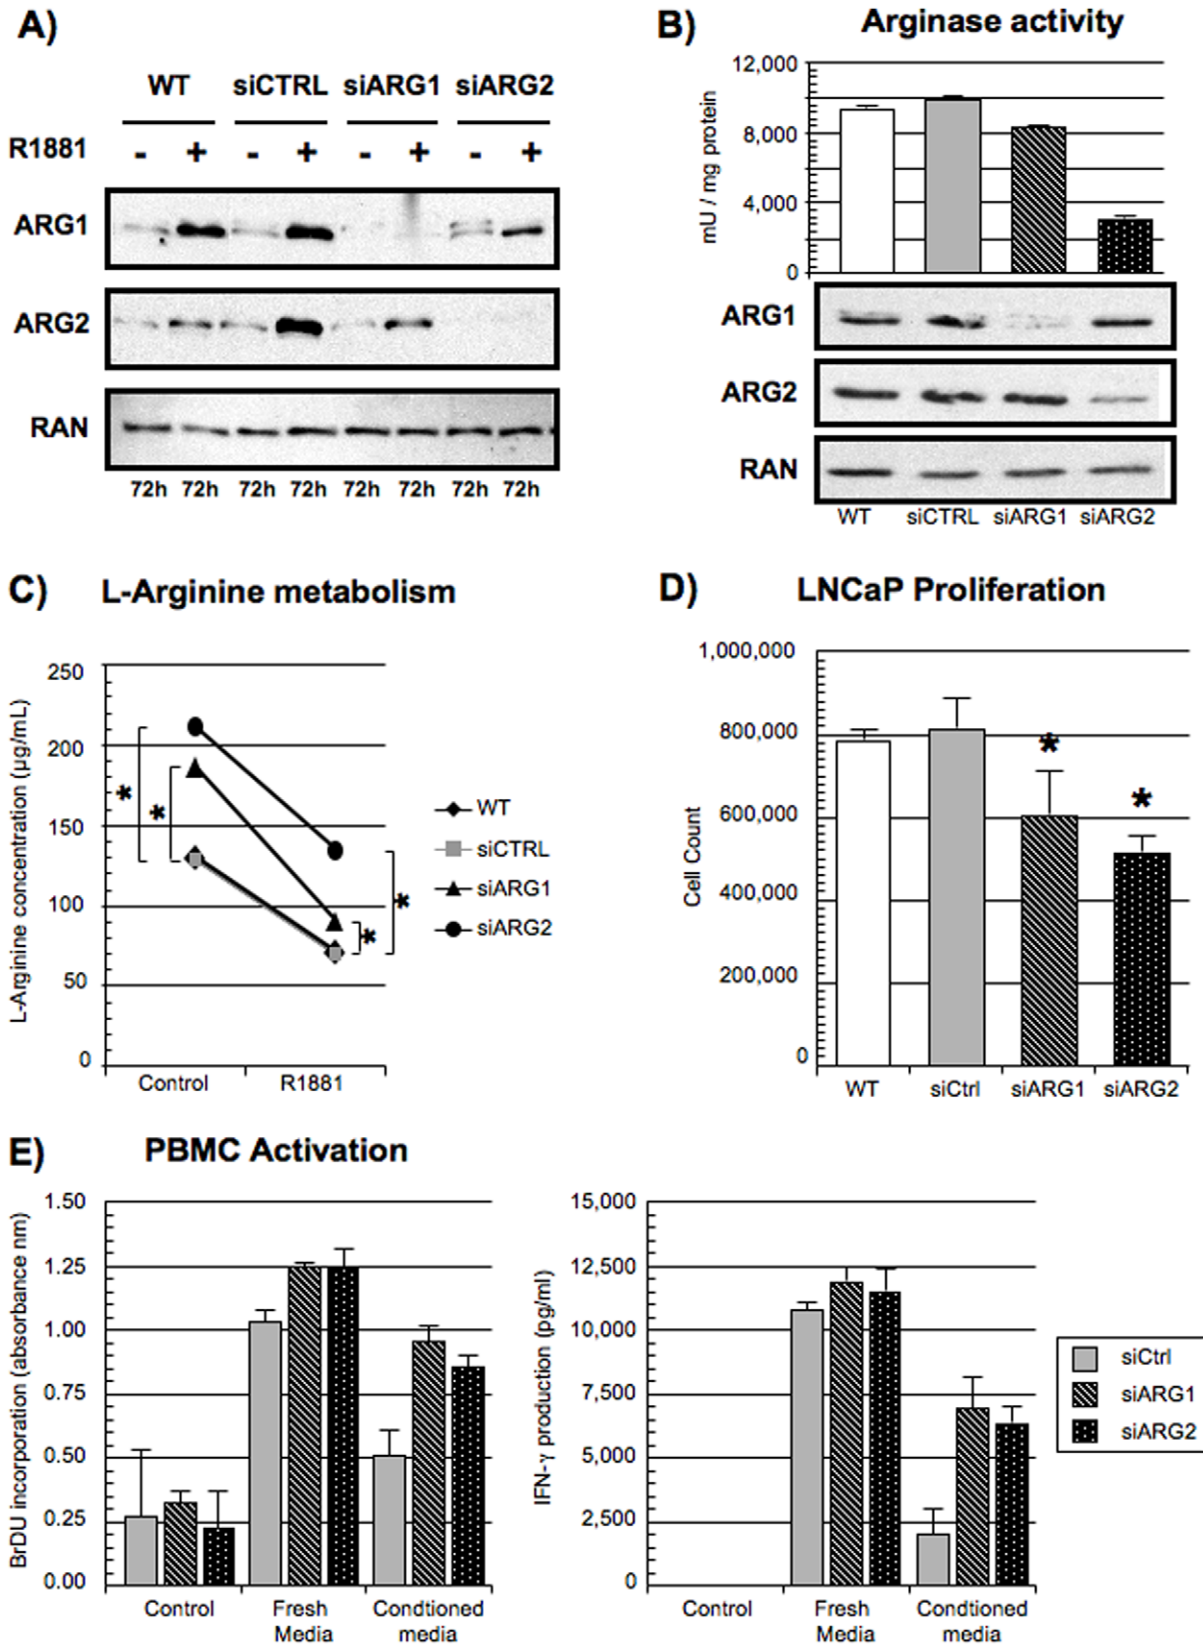 A)
WT siCTRL siARG1 siARG2
R1881 - + - + - + - +
ARG1
ARG2
RAN
72h 72h 72h 72h 72h 72h 72h 72h
B) Arginase activity
mU / mg protein
12,000
8,000
4,000
0
ARG1
ARG2
RAN
WT siCTRL siARG1 siARG2
C) L-Arginine metabolism
L-Arginine concentration (µg/mL)
250
200
150
100
50
0
* *
* *
Control R1881
WT
siCTRL
siARG1
siARG2
D) LNCaP Proliferation
Cell Count
1,000,000
800,000
600,000
400,000
200,000
0
* *
WT siCtrl siARG1 siARG2
E) PBMC Activation
BrDU incorporation (absorbance nm)
1.50
1.25
1.00
0.75
0.50
0.25
0.00
Control Fresh Condtioned
Media media
IFN-γ production (pg/ml)
15,000
12,500
10,000
7,500
5,000
2,500
0
Control Fresh Condtioned
Media media
siCtrl
siARG1
siARG2